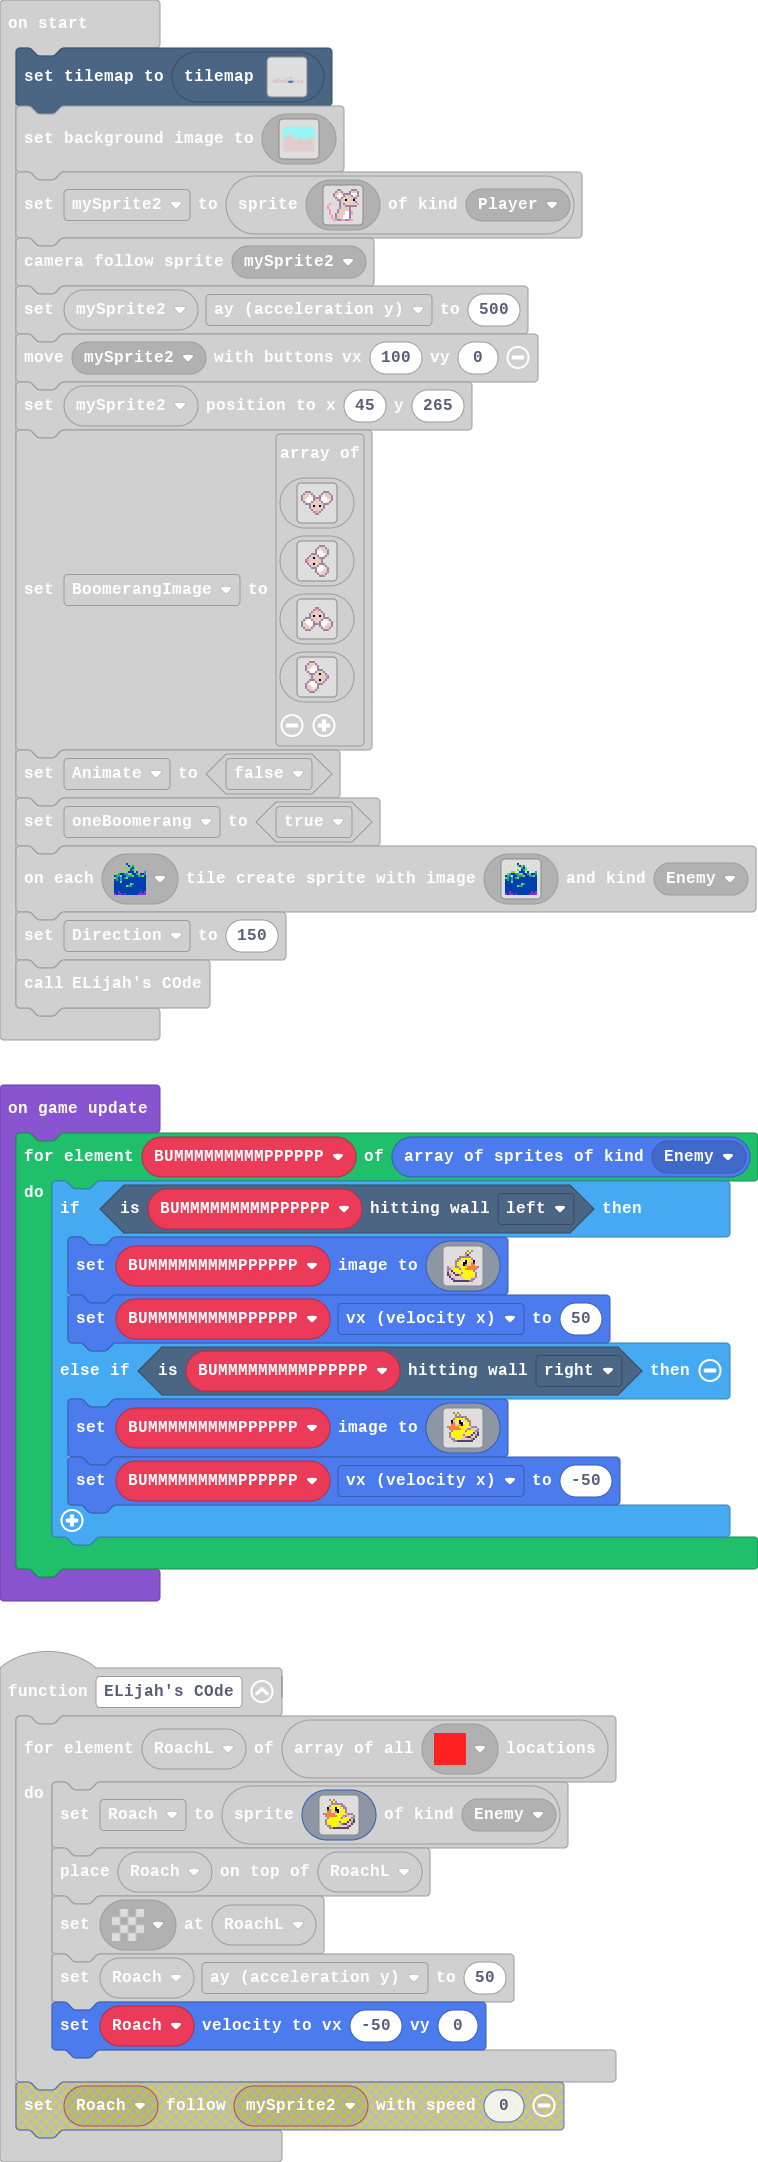 on start
set tilemap to tilemap
set background image to
set mySprite2 to sprite of kind Player
camera follow sprite mySprite2
set mySprite2 ay (acceleration y) to 500
move mySprite2 with buttons vx 100 vy 0
set mySprite2 position to x 45 y 265
array of
set BoomerangImage to
set Animate to false
set oneBoomerang to true
on each tile create sprite with image and kind Enemy
set Direction to 150
call ELijah's COde
on game update
for element BUMMMMMMMMMPPPPPP of array of sprites of kind Enemy
do
if is BUMMMMMMMMMPPPPPP hitting wall left then
set BUMMMMMMMMMPPPPPP image to
set BUMMMMMMMMMPPPPPP vx (velocity x) to 50
else if is BUMMMMMMMMMPPPPPP hitting wall right then
set BUMMMMMMMMMPPPPPP image to
set BUMMMMMMMMMPPPPPP vx (velocity x) to -50
function ELijah's COde
for element RoachL of array of all locations
do
set Roach to sprite of kind Enemy
place Roach on top of RoachL
set at RoachL
set Roach ay (acceleration y) to 50
set Roach velocity to vx -50 vy 0
set Roach follow mySprite2 with speed 0